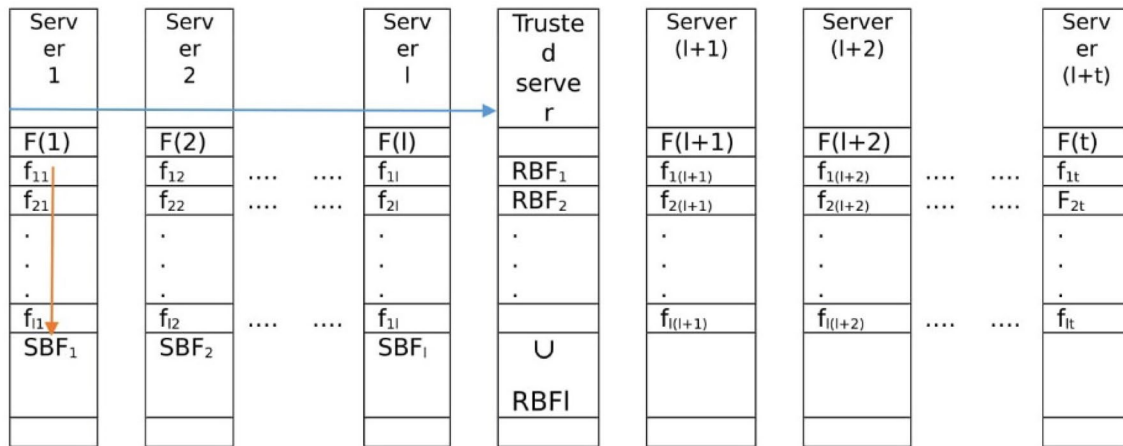 Serv Serv Serv Truste Server Server Serv
er er er d (l+1) (l+2) er
1 2 l serve (l+t)
r
F(1) F(2) F(l) F(l+1) F(l+2) F(t)
f₁₁ f₁₂ .... .... f₁ₗ RBF₁ f₁₍ₗ₊₁₎ f₁₍ₗ₊₂₎ .... .... f₁ₜ
f₂₁ f₂₂ .... .... f₂ₗ RBF₂ f₂₍ₗ₊₁₎ f₂₍ₗ₊₂₎ .... .... F₂ₜ
. . . . . . .
. . . . . . .
. . . . . . .
fₗ₁ fₗ₂ .... .... f₁ₗ fₗ₍ₗ₊₁₎ fₗ₍ₗ₊₂₎ .... .... fₗₜ
SBF₁ SBF₂ SBFₗ ∪
RBFl